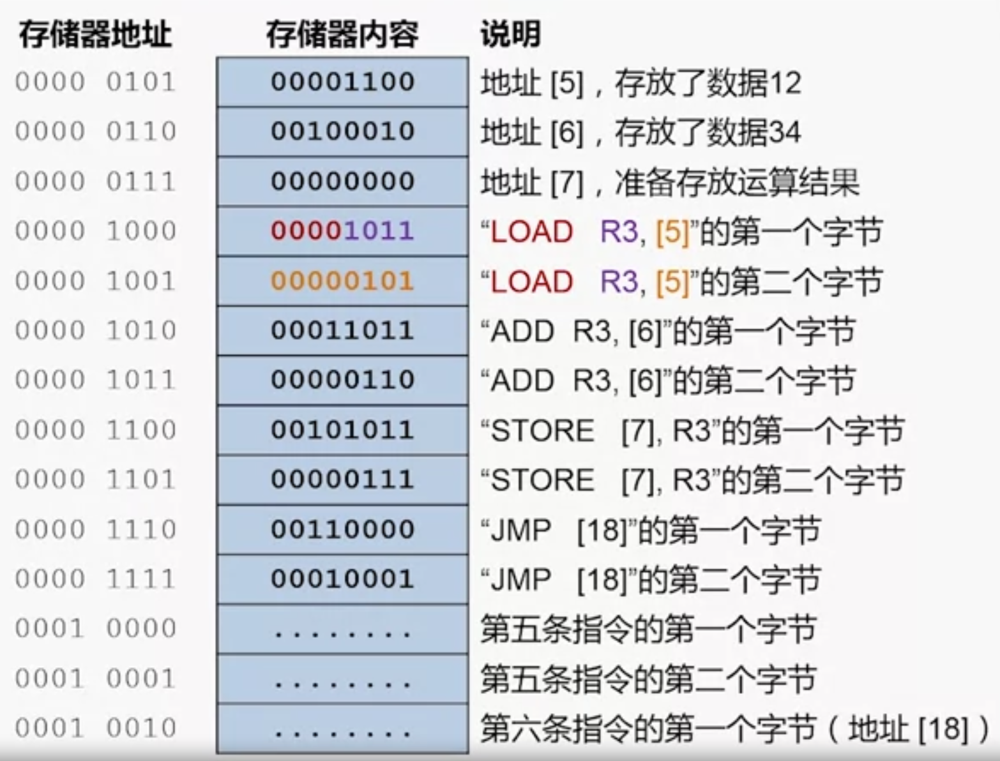 存储器地址 存储器内容 说明
0000 0101 00001100 地址 [5]，存放了数据12
0000 0110 00100010 地址 [6]，存放了数据34
0000 0111 00000000 地址 [7]，准备存放运算结果
0000 1000 00001011 “LOAD R3, [5]”的第一个字节
0000 1001 00000101 “LOAD R3, [5]”的第二个字节
0000 1010 00011011 “ADD R3, [6]”的第一个字节
0000 1011 00000110 “ADD R3, [6]”的第二个字节
0000 1100 00101011 “STORE [7], R3”的第一个字节
0000 1101 00000111 “STORE [7], R3”的第二个字节
0000 1110 00110000 “JMP [18]”的第一个字节
0000 1111 00010001 “JMP [18]”的第二个字节
0001 0000 ........ 第五条指令的第一个字节
0001 0001 ........ 第五条指令的第二个字节
0001 0010 ........ 第六条指令的第一个字节（地址 [18]）